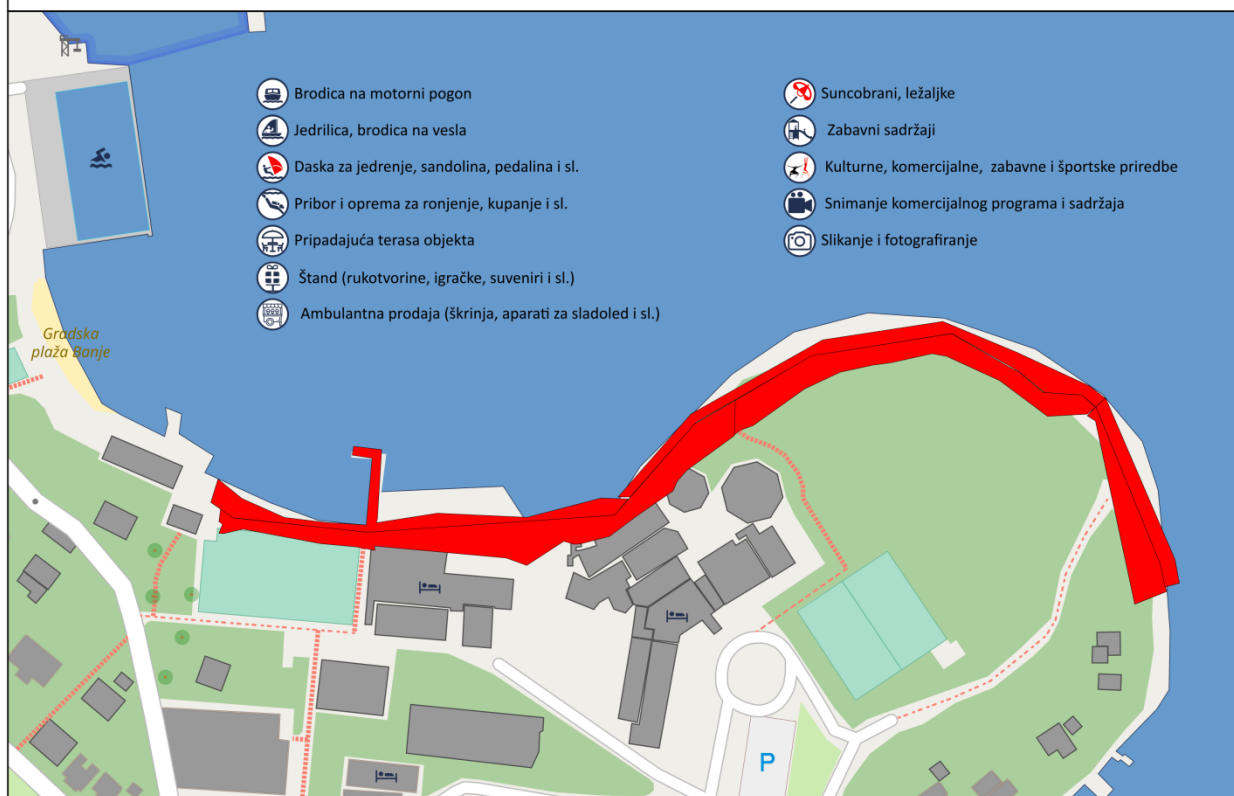 Brodica na motorni pogon
Jedrilica, brodica na vesla
Daska za jedrenje, sandolina, pedalina i sl.
Pribor i oprema za ronjenje, kupanje i sl.
Pripadajuća terasa objekta
Štand (rukotvorine, igračke, suveniri i sl.)
Ambulantna prodaja (škrinja, aparati za sladoled i sl.)
Suncobrani, ležaljke
Zabavni sadržaji
Kulturne, komercijalne, zabavne i športske priredbe
Snimanje komercijalnog programa i sadržaja
Slikanje i fotografiranje
Gradska
plaža Banje
P